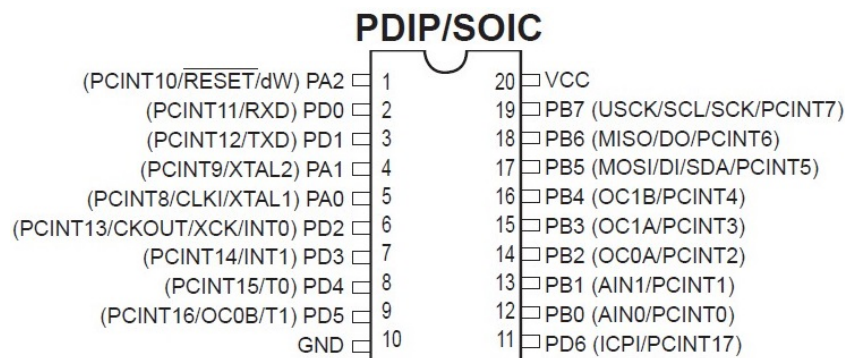 PDIP/SOIC
(PCINT10/RESET/dW) PA2 1 20 VCC
(PCINT11/RXD) PD0 2 19 PB7 (USCK/SCL/SCK/PCINT7)
(PCINT12/TXD) PD1 3 18 PB6 (MISO/DO/PCINT6)
(PCINT9/XTAL2) PA1 4 17 PB5 (MOSI/DI/SDA/PCINT5)
(PCINT8/CLKI/XTAL1) PA0 5 16 PB4 (OC1B/PCINT4)
(PCINT13/CKOUT/XCK/INT0) PD2 6 15 PB3 (OC1A/PCINT3)
(PCINT14/INT1) PD3 7 14 PB2 (OC0A/PCINT2)
(PCINT15/T0) PD4 8 13 PB1 (AIN1/PCINT1)
(PCINT16/OC0B/T1) PD5 9 12 PB0 (AIN0/PCINT0)
GND 10 11 PD6 (ICPI/PCINT17)